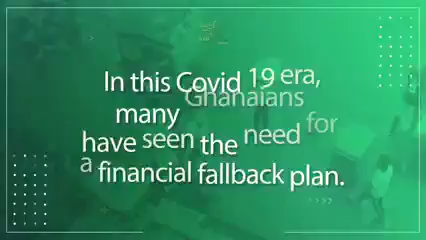 In this Covid 19 era,
many Ghanaians
have seen the need for
a financial fallback plan.